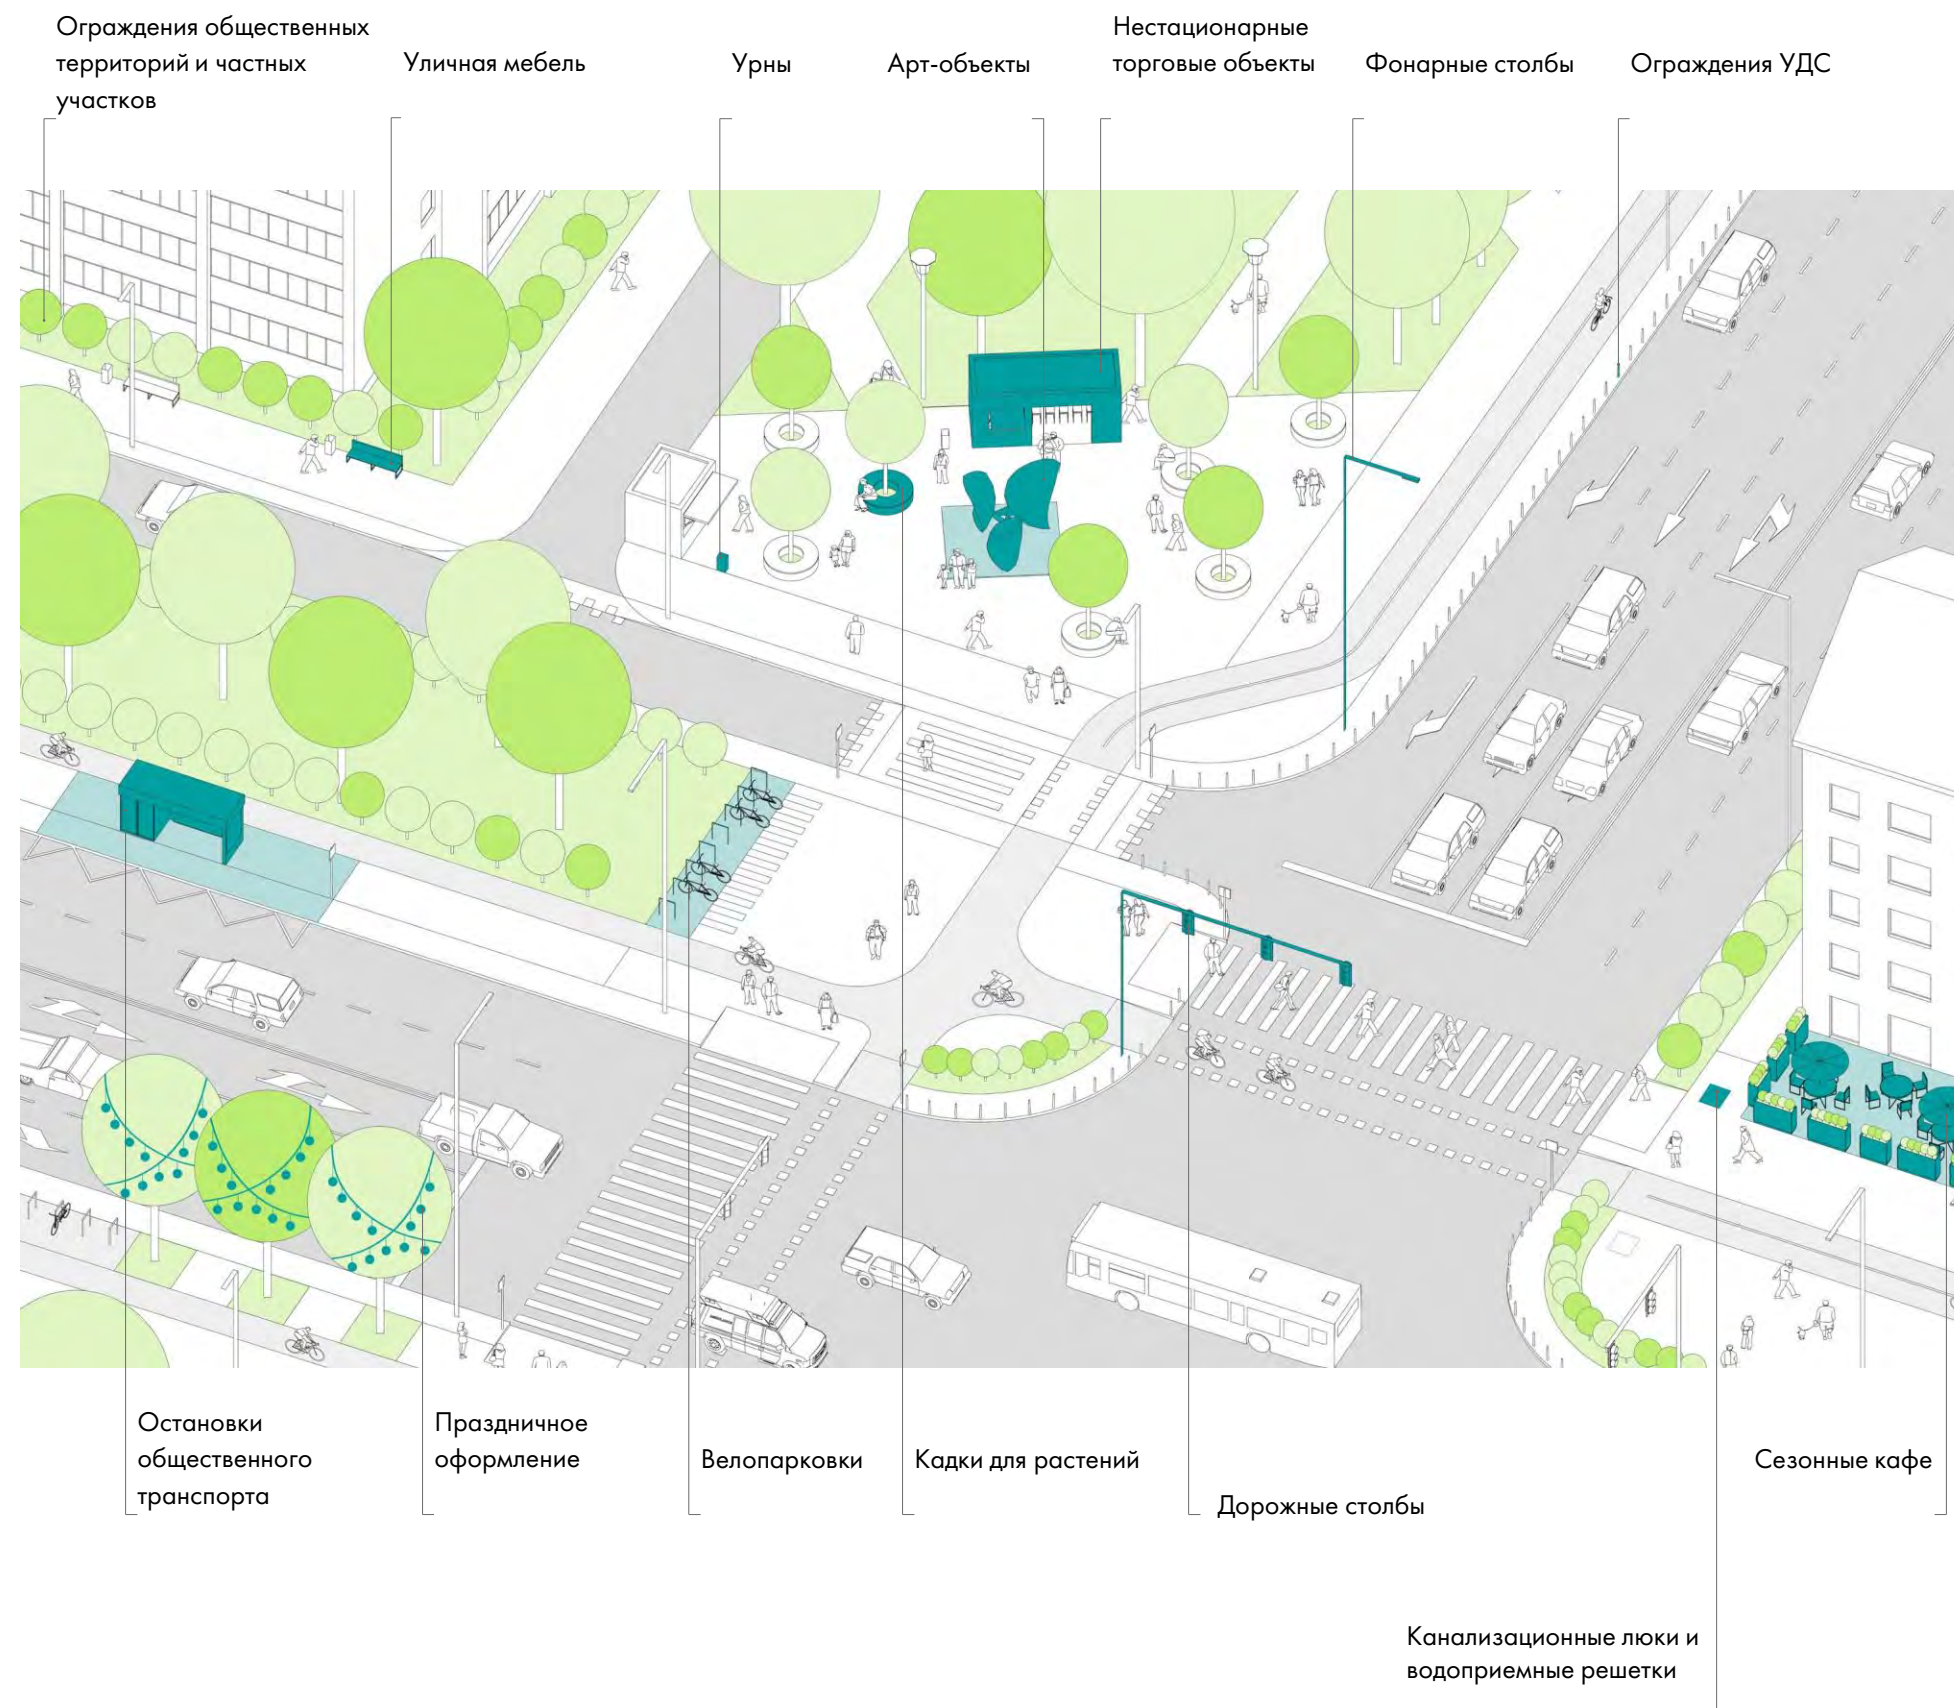 Ограждения общественных
территорий и частных
участков
Уличная мебель
Урны
Арт-объекты
Нестационарные
торговые объекты
Фонарные столбы
Ограждения УДС
Остановки
общественного
транспорта
Праздничное
оформление
Велопарковки
Кадки для растений
Дорожные столбы
Сезонные кафе
Канализационные люки и
водоприемные решетки